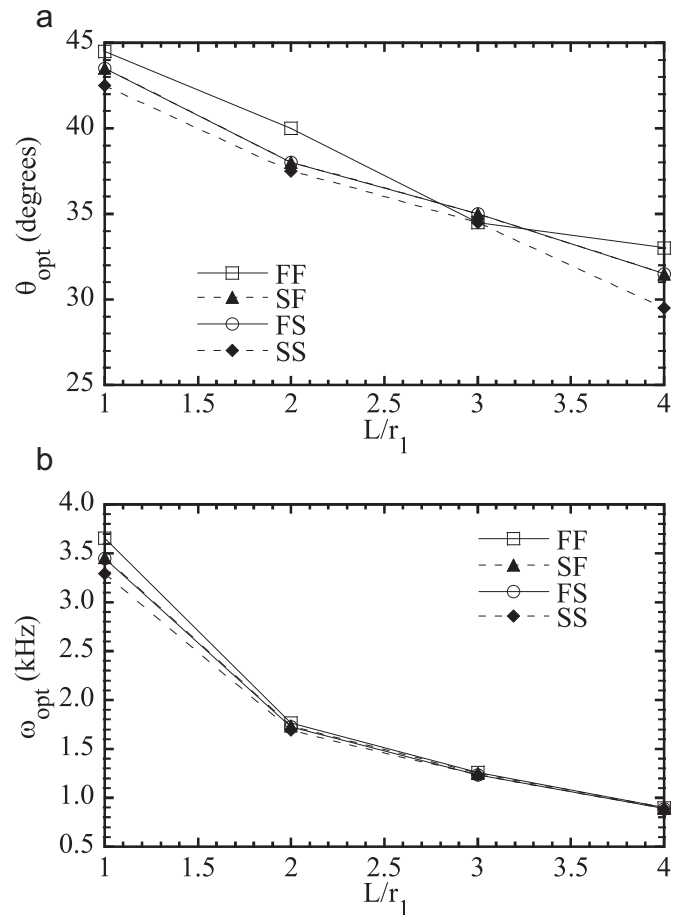 a
45
40
35
30
25
θopt (degrees)
FF
SF
FS
SS
1 1.5 2 2.5 3 3.5 4
L/r1
b
4.0
3.5
3.0
2.5
2.0
1.5
1.0
0.5
ωopt (kHz)
FF
SF
FS
SS
1 1.5 2 2.5 3 3.5 4
L/r1